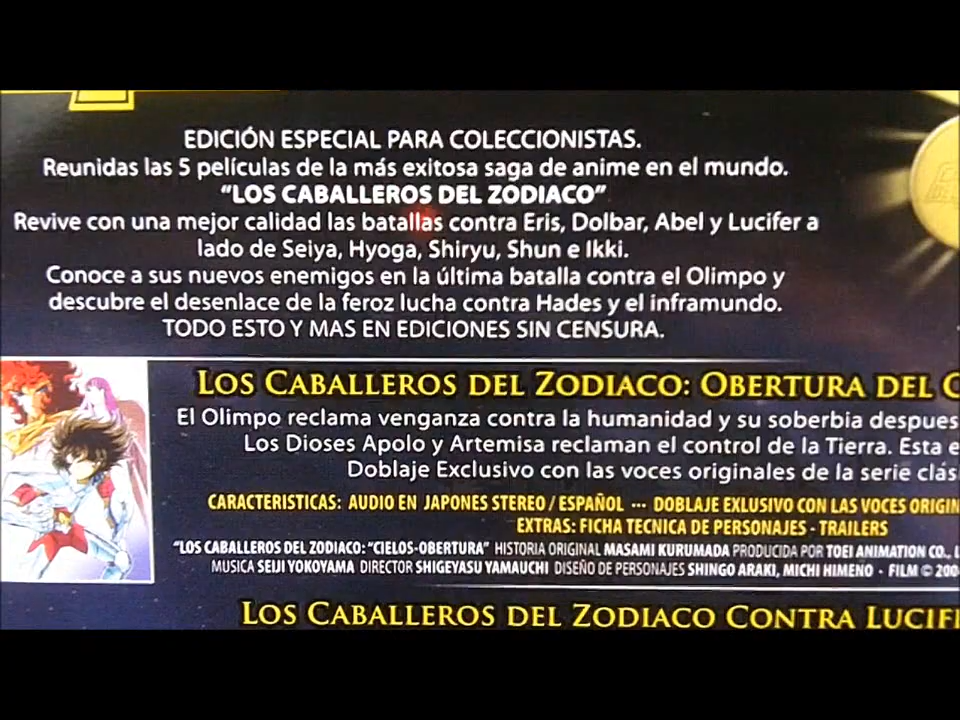 EDICIÓN ESPECIAL PARA COLECCIONISTAS.
Reunidas las 5 películas de la más exitosa saga de anime en el mundo.
“LOS CABALLEROS DEL ZODIACO”
Revive con una mejor calidad las batallas contra Eris, Dolbar, Abel y Lucifer a
lado de Seiya, Hyoga, Shiryu, Shun e Ikki.
Conoce a sus nuevos enemigos en la última batalla contra el Olimpo y
descubre el desenlace de la feroz lucha contra Hades y el inframundo.
TODO ESTO Y MAS EN EDICIONES SIN CENSURA.
LOS CABALLEROS DEL ZODIACO: OBERTURA DEL
El Olimpo reclama venganza contra la humanidad y su soberbia despues
Los Dioses Apolo y Artemisa reclaman el control de la Tierra. Esta
Doblaje Exclusivo con las voces originales de la serie
CARACTERISTICAS: AUDIO EN JAPONES STEREO / ESPAÑOL ··· DOBLAJE EXLUSIVO CON LAS VOCES
EXTRAS: FICHA TECNICA DE PERSONAJES - TRAILERS
“LOS CABALLEROS DEL ZODIACO: “CIELOS-OBERTURA” HISTORIA ORIGINAL MASAMI KURUMADA PRODUCIDA POR TOEI ANIMATION CO.,
MUSICA SEIJI YOKOYAMA DIRECTOR SHIGEYASU YAMAUCHI DISEÑO DE PERSONAJES SHINGO ARAKI, MICHI HIMENO · FILM ©
LOS CABALLEROS DEL ZODIACO CONTRA